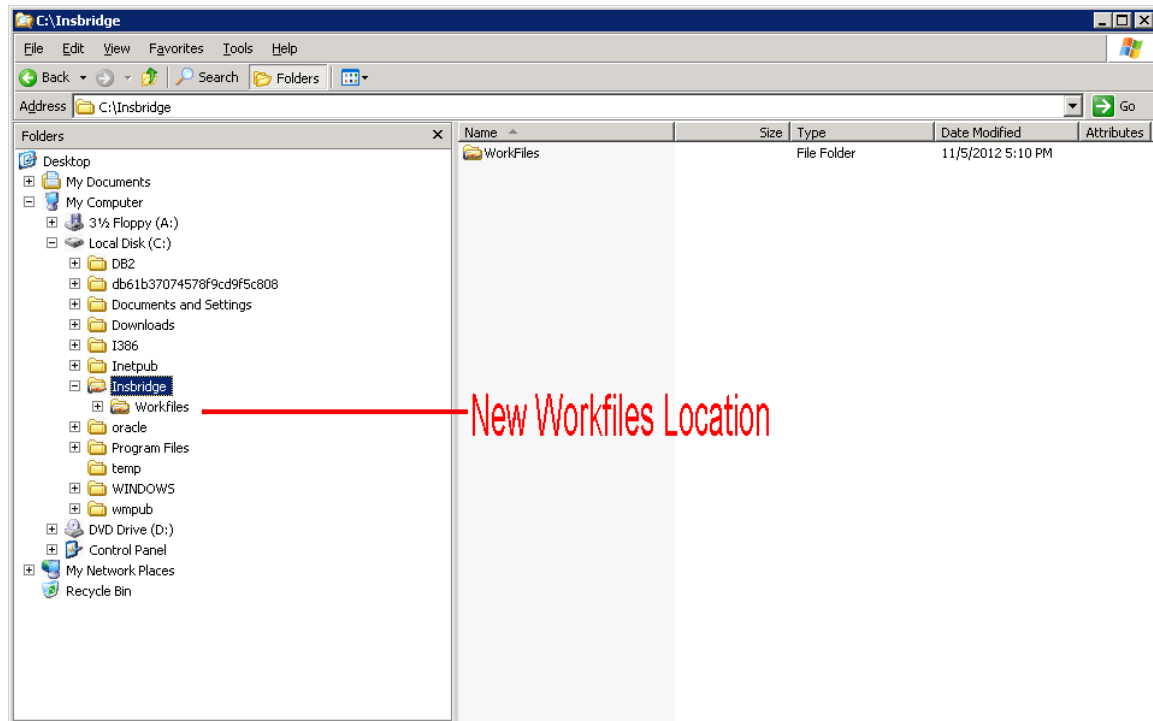 C:\Insbridge
File Edit View Favorites Tools Help
Back Search Folders
Address C:\Insbridge Go
Folders x Name Size Type Date Modified Attributes
WorkFiles File Folder 11/5/2012 5:10 PM
Desktop
My Documents
My Computer
3½ Floppy (A:)
Local Disk (C:)
DB2
db61b37074578f9cd9f5c808
Documents and Settings
Downloads
I386
Inetpub
Insbridge
Workfiles
New Workfiles Location
oracle
Program Files
temp
WINDOWS
wmpub
DVD Drive (D:)
Control Panel
My Network Places
Recycle Bin